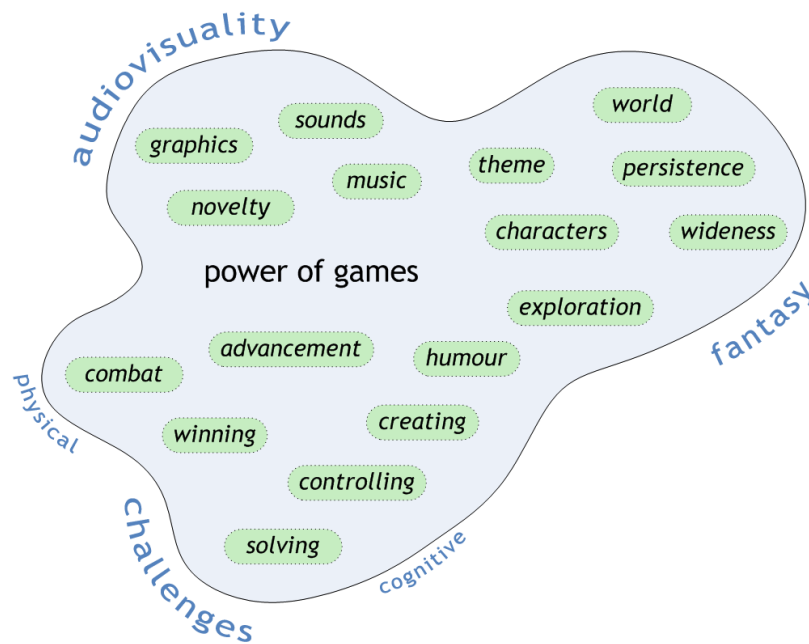 audiovisuality
sounds
world
graphics
theme
persistence
music
novelty
characters
wideness
power of games
exploration
fantasy
advancement
humour
combat
physical
creating
winning
controlling
challenges
solving
cognitive